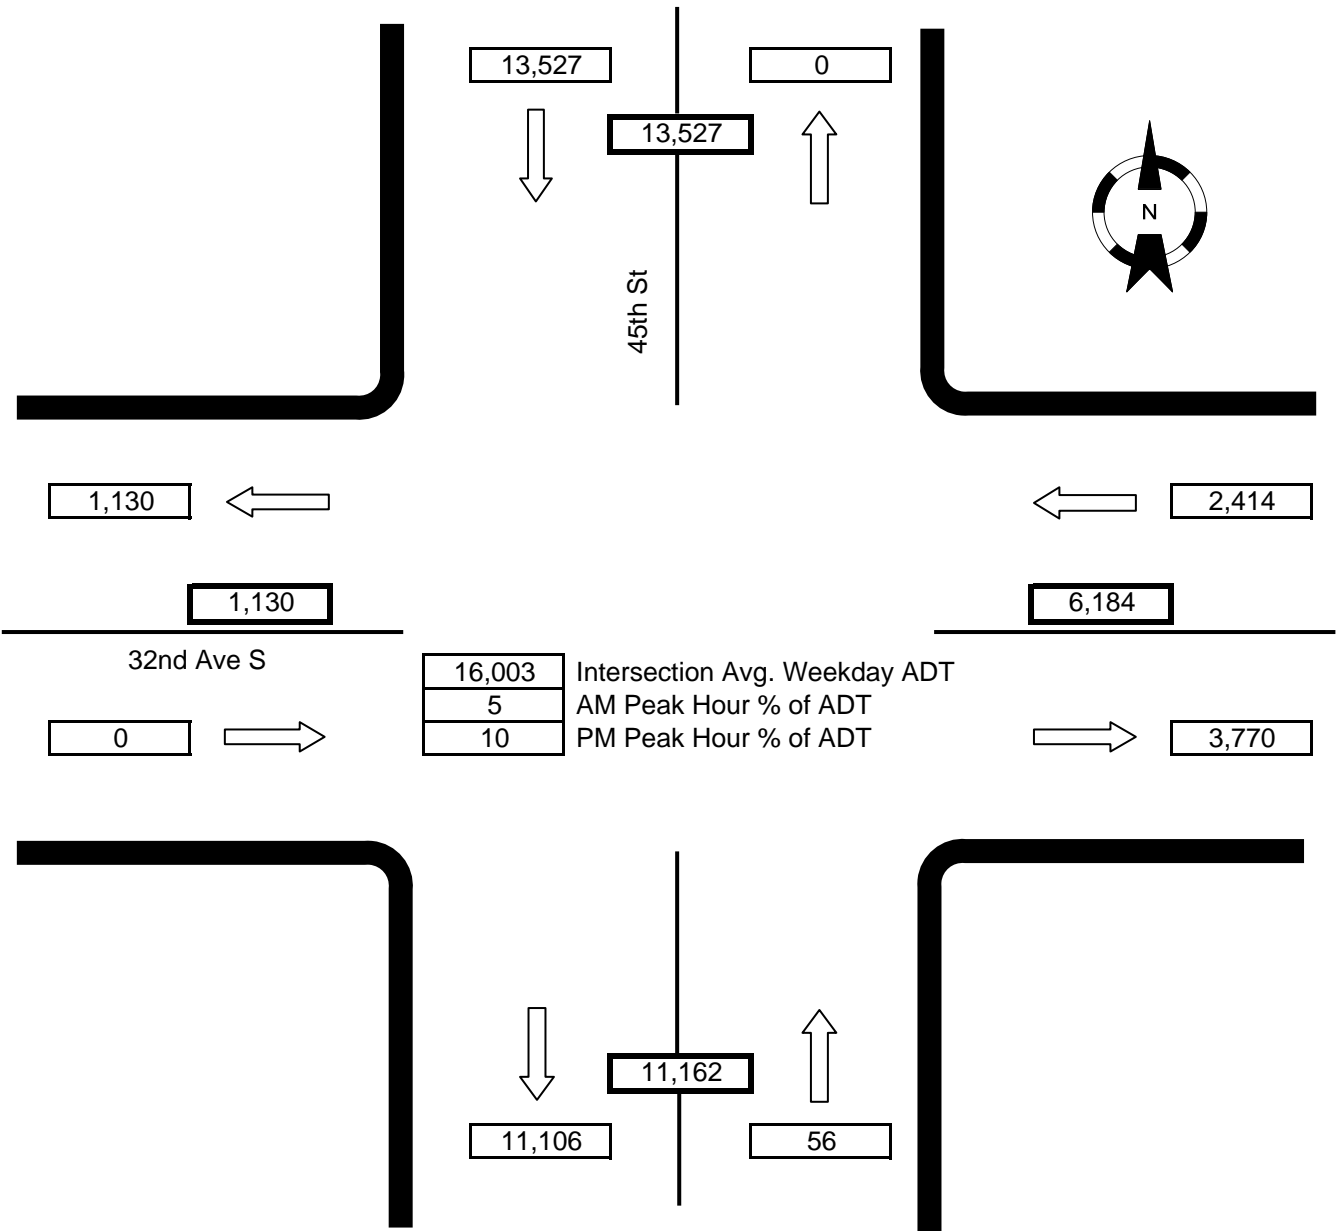 13,527
0
13,527
N
45th St
1,130
2,414
1,130
6,184
32nd Ave S
16,003 Intersection Avg. Weekday ADT
5 AM Peak Hour % of ADT
10 PM Peak Hour % of ADT
0
3,770
11,162
11,106
56